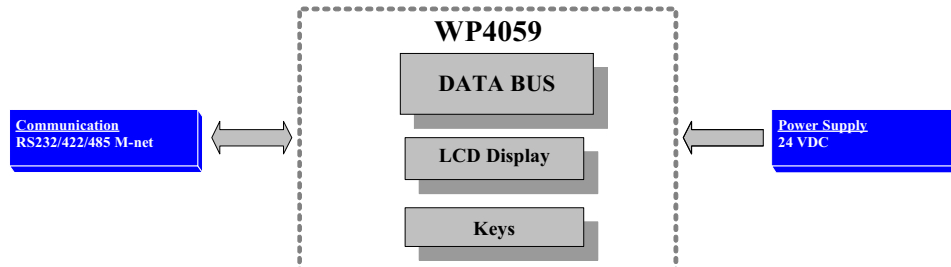 WP4059
DATA BUS
Communication
RS232/422/485 M-net
Power Supply
24 VDC
LCD Display
Keys